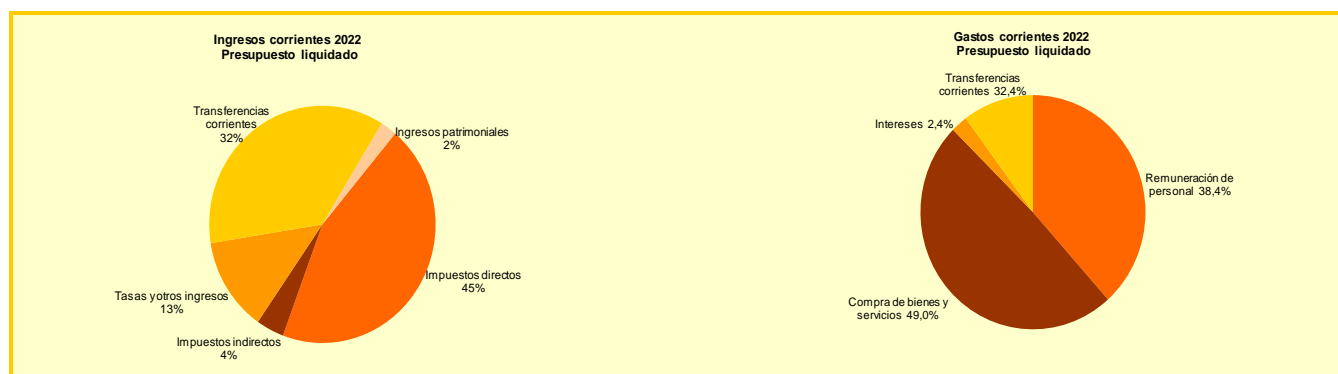 Ingresos corrientes 2022
Presupuesto liquidado
Transferencias
corrientes
32%
Ingresos patrimoniales
2%
Impuestos directos
45%
Tasas y otros ingresos
13%
Impuestos indirectos
4%
Gastos corrientes 2022
Presupuesto liquidado
Transferencias
corrientes 32,4%
Intereses 2,4%
Remuneración de
personal 38,4%
Compra de bienes y
servicios 49,0%